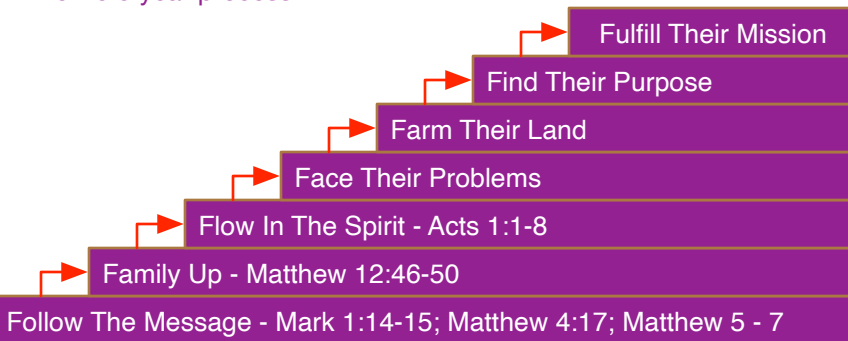 Fulfill Their Mission
Find Their Purpose
Farm Their Land
Face Their Problems
Flow In The Spirit - Acts 1:1-8
Family Up - Matthew 12:46-50
Follow The Message - Mark 1:14-15; Matthew 4:17; Matthew 5 - 7